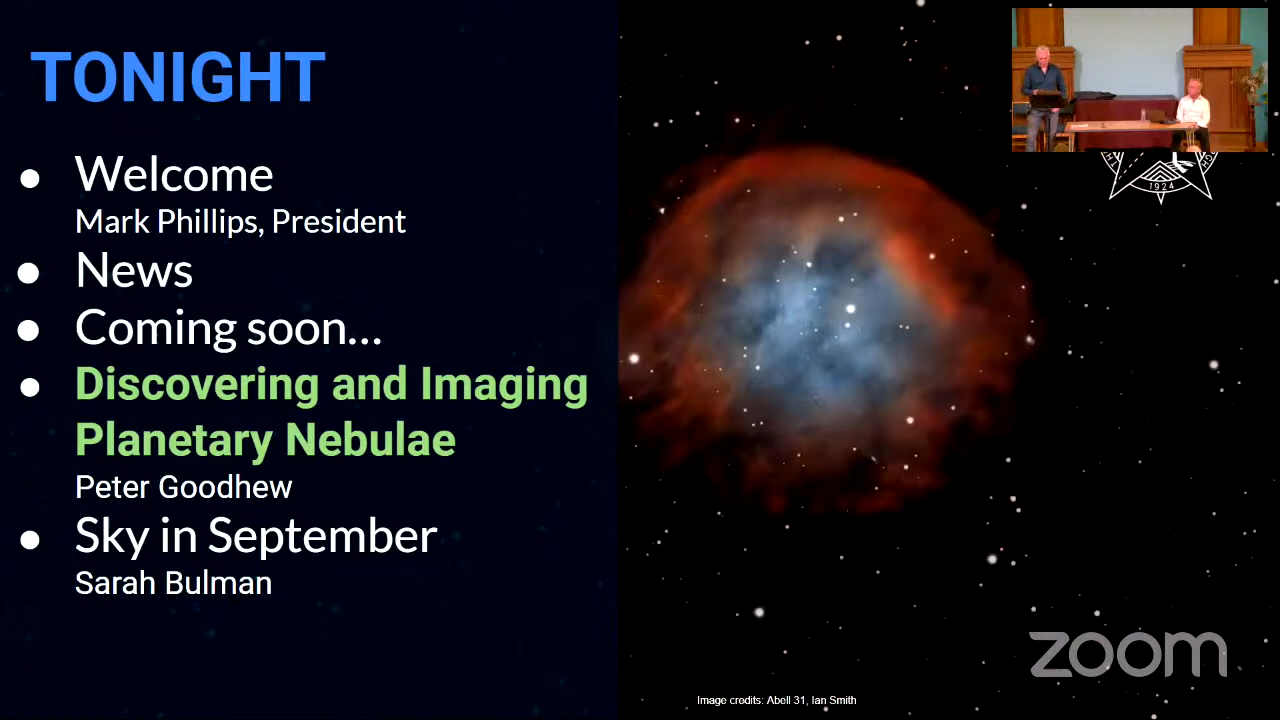 TONIGHT
● Welcome
Mark Phillips, President
● News
● Coming soon...
● Discovering and Imaging
Planetary Nebulae
Peter Goodhew
● Sky in September
Sarah Bulman
1924
zoom
Image credits: Abell 31, Ian Smith